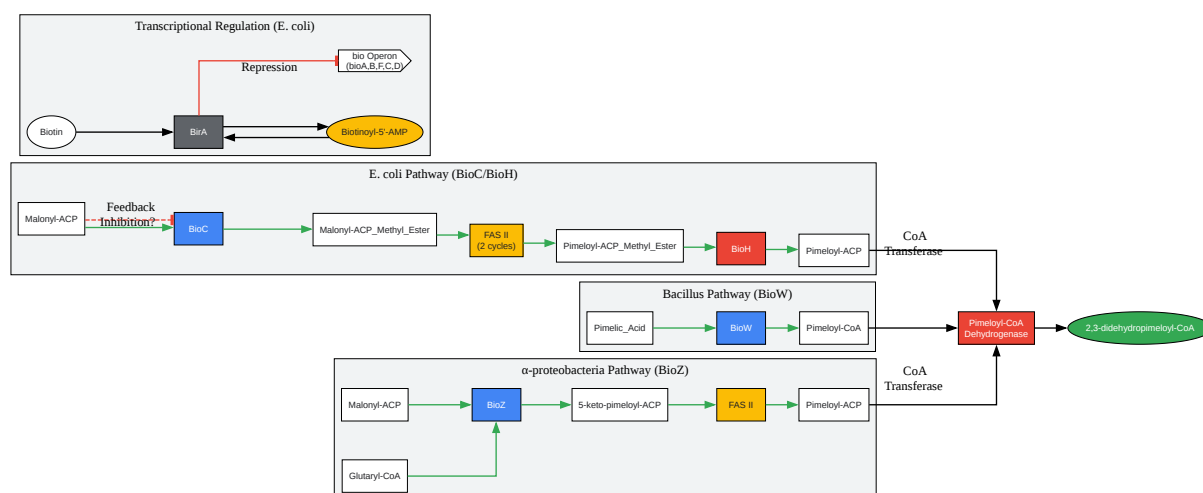 Transcriptional Regulation (E. coli)
bio Operon
(bioA,B,F,C,D)
Repression
Biotin
BirA
Biotinoyl-5'-AMP
E. coli Pathway (BioC/BioH)
Malonyl-ACP
Feedback
Inhibition?
BioC
Malonyl-ACP_Methyl_Ester
FAS II
(2 cycles)
Pimeloyl-ACP_Methyl_Ester
BioH
Pimeloyl-ACP
CoA
Transferase
Bacillus Pathway (BioW)
Pimelic_Acid
BioW
Pimeloyl-CoA
Pimeloyl-CoA
Dehydrogenase
2,3-didehydropimeloyl-CoA
α-proteobacteria Pathway (BioZ)
Malonyl-ACP
BioZ
5-keto-pimeloyl-ACP
FAS II
Pimeloyl-ACP
CoA
Transferase
Glutaryl-CoA